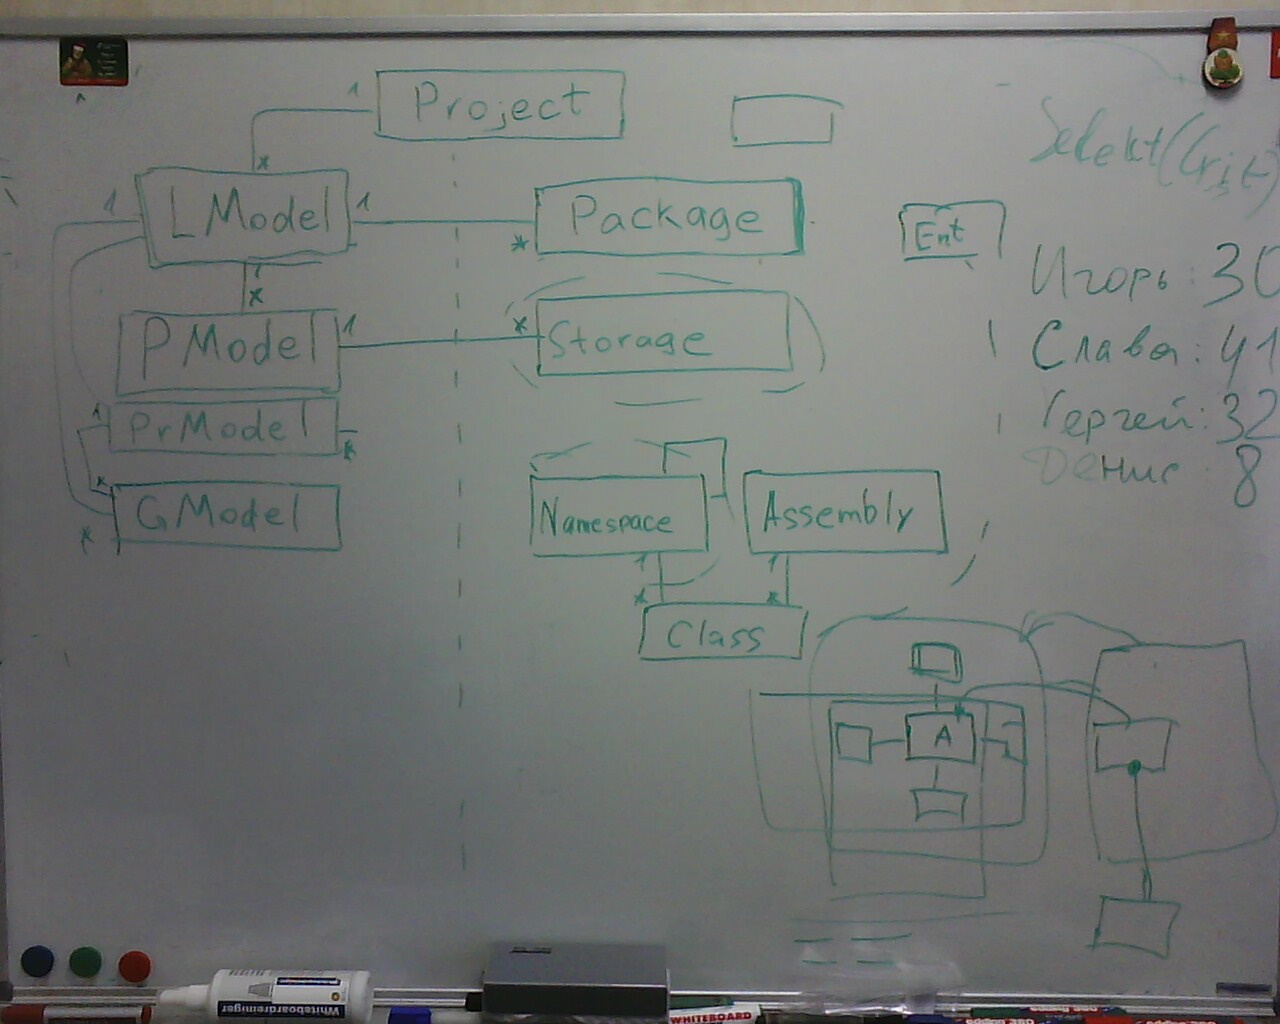 1 Project
*
Selekt(Crit)
1 LModel 1
* Package
Ent
1
*
Игорь: 30
PModel 1
* Storage
Слава: 41
1 PrModel *
Сергей: 32
Денис: 8
* GModel
*
Namespace Assembly
1 1
* *
Class
A
Whiteboardreiniger
WHITEBOARD